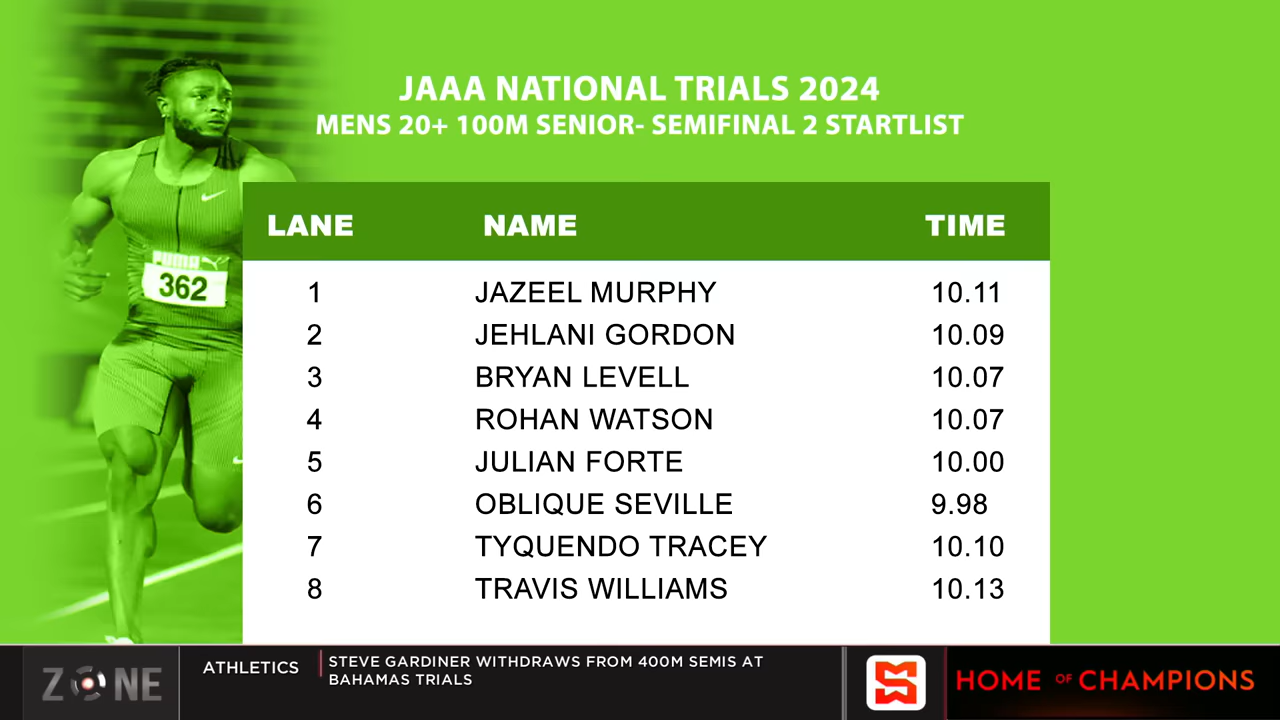 JAAA NATIONAL TRIALS 2024
MENS 20+ 100M SENIOR- SEMIFINAL 2 STARTLIST
LANE NAME TIME
1 JAZEEL MURPHY 10.11
2 JEHLANI GORDON 10.09
3 BRYAN LEVELL 10.07
4 ROHAN WATSON 10.07
5 JULIAN FORTE 10.00
6 OBLIQUE SEVILLE 9.98
7 TYQUENDO TRACEY 10.10
8 TRAVIS WILLIAMS 10.13
PUMA
362
ZONE
ATHLETICS
STEVE GARDINER WITHDRAWS FROM 400M SEMIS AT
BAHAMAS TRIALS
HOME OF CHAMPIONS